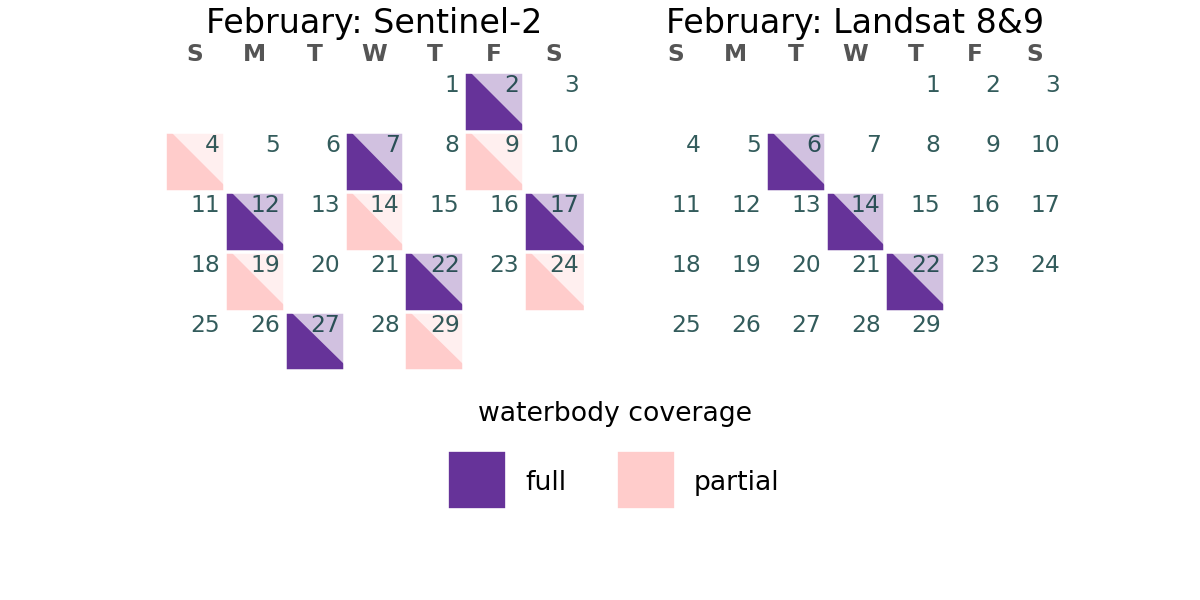 February: Sentinel-2
S M T W T F S
1 2 3
4 5 6 7 8 9 10
11 12 13 14 15 16 17
18 19 20 21 22 23 24
25 26 27 28 29
February: Landsat 8&9
S M T W T F S
1 2 3
4 5 6 7 8 9 10
11 12 13 14 15 16 17
18 19 20 21 22 23 24
25 26 27 28 29
waterbody coverage
full partial